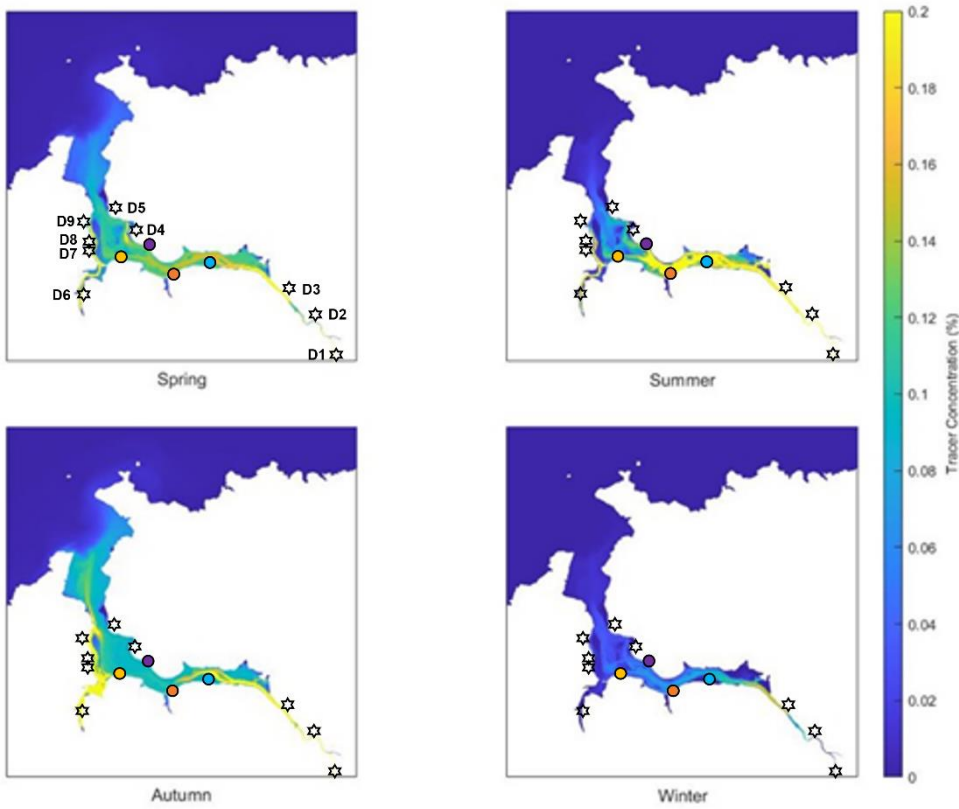 D5
D9
D4
D8
D7
D6
D3
D2
D1
Spring
Summer
Autumn
Winter
0.2
0.18
0.16
0.14
0.12
0.1
0.08
0.06
0.04
0.02
0
Tracer Concentration (%)